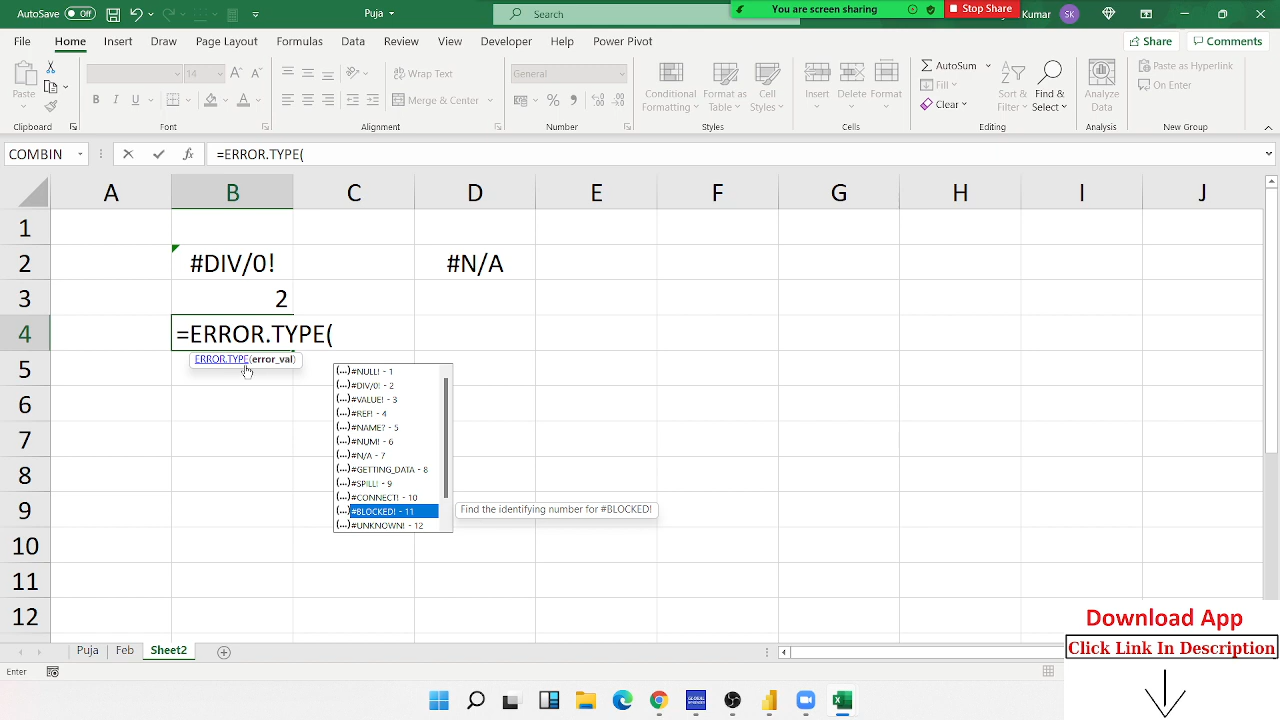 AutoSave Off Puja Search You are screen sharing Stop Share Kumar SK
File Home Insert Draw Page Layout Formulas Data Review View Developer Help Power Pivot Share Comments
Paste
14
Wrap Text
Merge & Center
General
Conditional Formatting
Format as Table
Cell Styles
Insert Delete Format
AutoSum
Fill
Clear
Sort & Filter
Find & Select
Analyze Data
Paste as Hyperlink
On Enter
Clipboard Font Alignment Number Styles Cells Editing Analysis New Group
COMBIN =ERROR.TYPE(
A B C D E F G H I J
1
2 #DIV/0! #N/A
3 2
4 =ERROR.TYPE(
ERROR.TYPE(error_val)
5
6
7
8
9
10
11
12
(...)#NULL! - 1
(...)#DIV/0! - 2
(...)#VALUE! - 3
(...)#REF! - 4
(...)#NAME? - 5
(...)#NUM! - 6
(...)#N/A - 7
(...)#GETTING_DATA - 8
(...)#SPILL! - 9
(...)#CONNECT! - 10
(...)#BLOCKED! - 11 Find the identifying number for #BLOCKED!
(...)#UNKNOWN! - 12
Download App
Click Link In Description
Puja Feb Sheet2
Enter